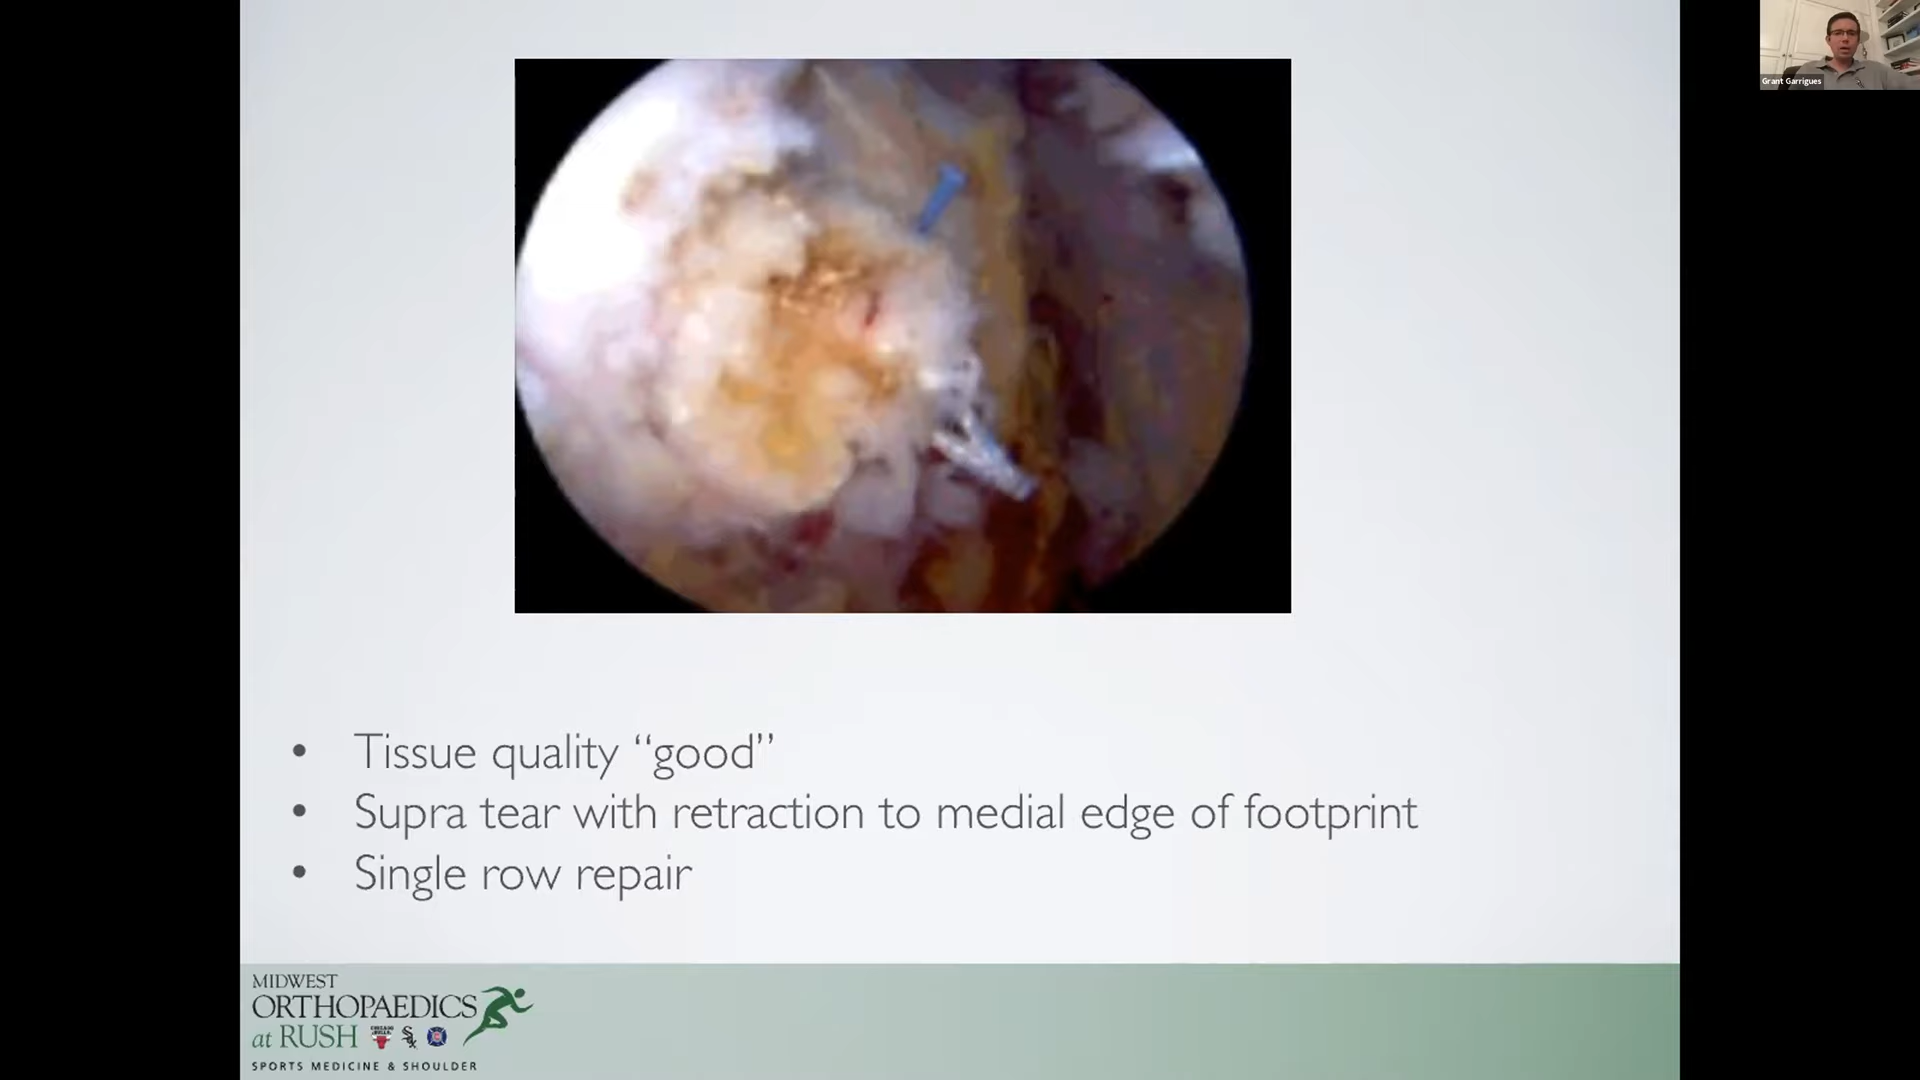 Grant Garrigues
• Tissue quality “good”
• Supra tear with retraction to medial edge of footprint
• Single row repair
MIDWEST
ORTHOPAEDICS
at RUSH
SPORTS MEDICINE & SHOULDER